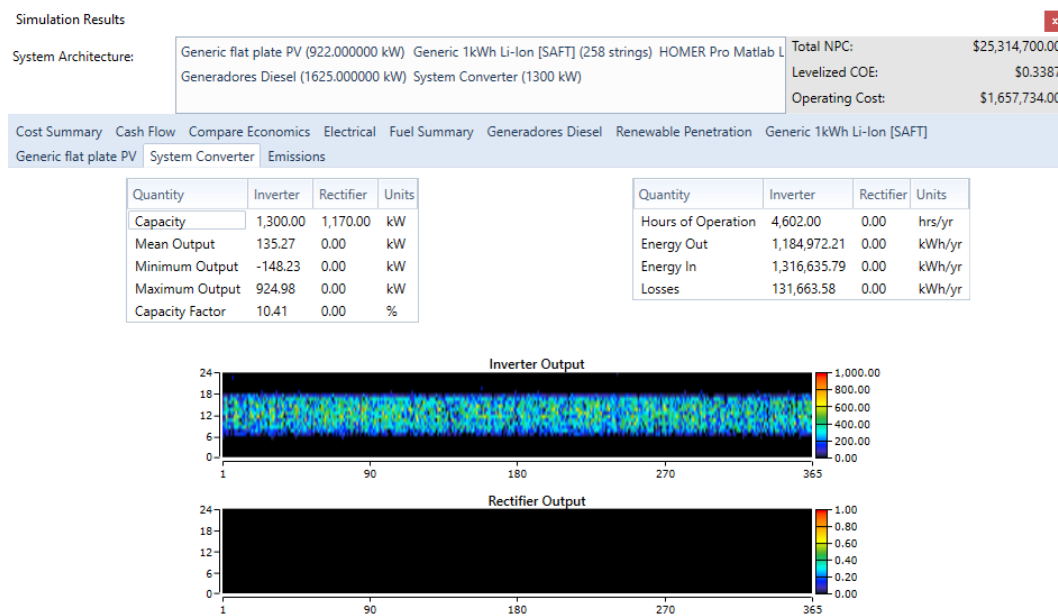 Simulation Results
x
System Architecture:
Generic flat plate PV (922.000000 kW) Generic 1kWh Li-Ion [SAFT] (258 strings) HOMER Pro Matlab L
Generadores Diesel (1625.000000 kW) System Converter (1300 kW)
Total NPC: $25,314,700.00
Levelized COE: $0.3387
Operating Cost: $1,657,734.00
Cost Summary Cash Flow Compare Economics Electrical Fuel Summary Generadores Diesel Renewable Penetration Generic 1kWh Li-Ion [SAFT]
Generic flat plate PV System Converter Emissions
Quantity Inverter Rectifier Units
Capacity 1,300.00 1,170.00 kW
Mean Output 135.27 0.00 kW
Minimum Output -148.23 0.00 kW
Maximum Output 924.98 0.00 kW
Capacity Factor 10.41 0.00 %
Quantity Inverter Rectifier Units
Hours of Operation 4,602.00 0.00 hrs/yr
Energy Out 1,184,972.21 0.00 kWh/yr
Energy In 1,316,635.79 0.00 kWh/yr
Losses 131,663.58 0.00 kWh/yr
Inverter Output
24
18
12
6
0
1 90 180 270 365
1,000.00
800.00
600.00
400.00
200.00
0.00
Rectifier Output
24
18
12
6
0
1 90 180 270 365
1.00
0.80
0.60
0.40
0.20
0.00